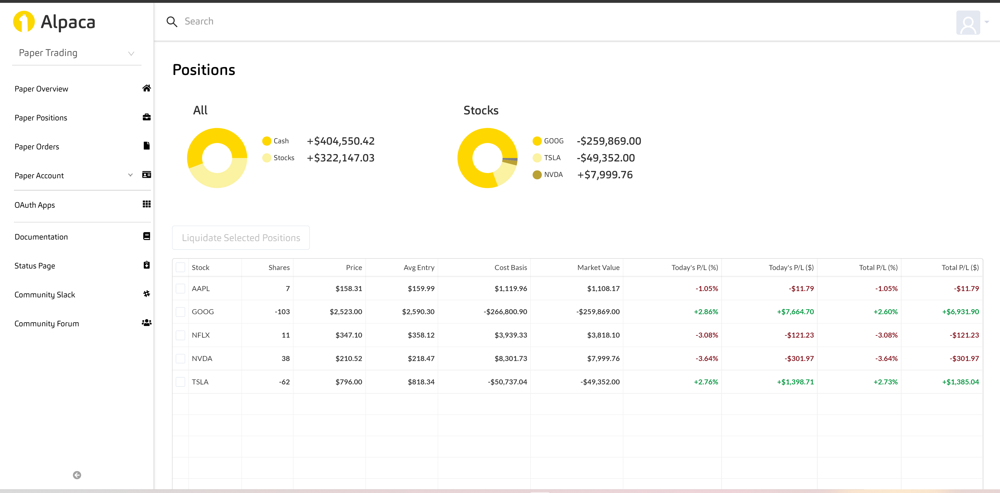 Alpaca
Search
Paper Trading
Paper Overview
Paper Positions
Paper Orders
Paper Account
OAuth Apps
Documentation
Status Page
Community Slack
Community Forum
Positions
All
Cash +$404,550.42
Stocks +$322,147.03
Stocks
GOOG -$259,869.00
TSLA -$49,352.00
NVDA +$7,999.76
Liquidate Selected Positions
Stock Shares Price Avg Entry Cost Basis Market Value Today's P/L (%) Today's P/L ($) Total P/L (%) Total P/L ($)
AAPL 7 $158.31 $159.99 $1,119.96 $1,108.17 -1.05% -$11.79 -1.05% -$11.79
GOOG -103 $2,523.00 $2,590.30 -$266,800.90 -$259,869.00 +2.86% +$7,664.70 +2.60% +$6,931.90
NFLX 11 $347.10 $358.12 $3,939.33 $3,818.10 -3.08% -$121.23 -3.08% -$121.23
NVDA 38 $210.52 $218.47 $8,301.73 $7,999.76 -3.64% -$301.97 -3.64% -$301.97
TSLA -62 $796.00 $818.34 -$50,737.04 -$49,352.00 +2.76% +$1,398.71 +2.73% +$1,385.04